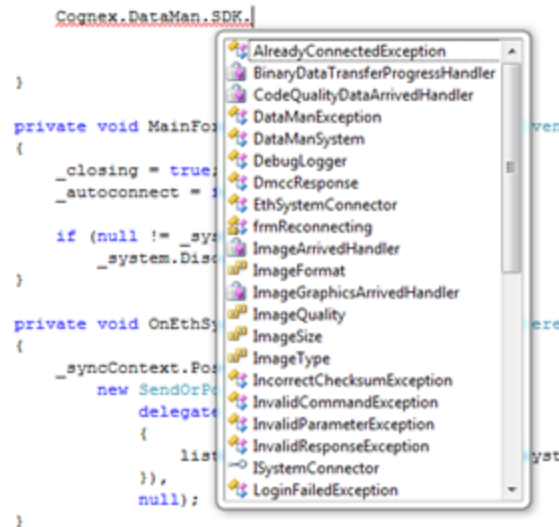 Cognex.DataMan.SDK.
AlreadyConnectedException
BinaryDataTransferProgressHandler
CodeQualityDataArrivedHandler
DataManException
DataManSystem
DebugLogger
DmccResponse
EthSystemConnector
frmReconnecting
ImageArrivedHandler
ImageFormat
ImageGraphicsArrivedHandler
ImageQuality
ImageSize
ImageType
IncorrectChecksumException
InvalidCommandException
InvalidParameterException
InvalidResponseException
ISystemConnector
LoginFailedException
}
private void MainFor
{
_closing = true;
_autoconnect =
if (null != _sys
_system.Disc
}
private void OnEthSy
{
_syncContext.Pos
new SendOrPo
delegate
{
list yst
}),
null);
}